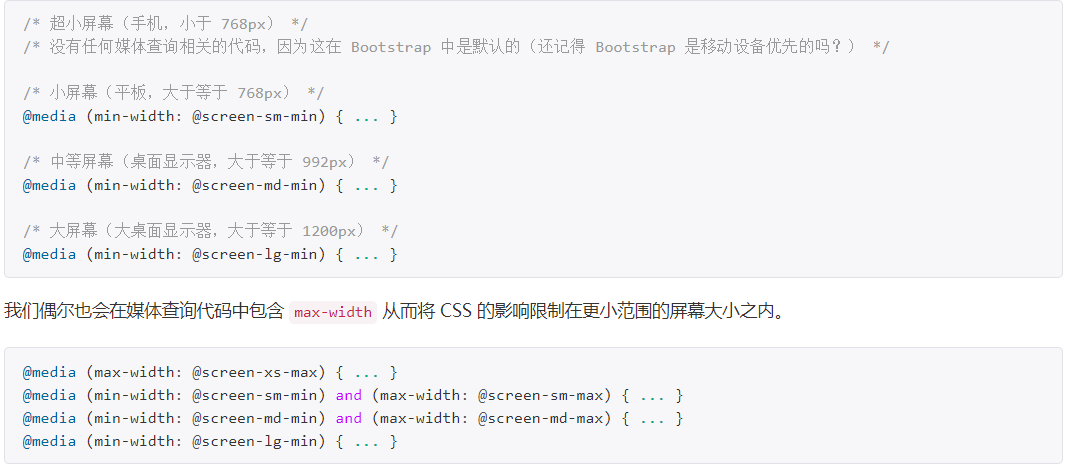 /* 超小屏幕（手机，小于 768px） */
/* 没有任何媒体查询相关的代码，因为这在 Bootstrap 中是默认的（还记得 Bootstrap 是移动设备优先的吗？） */
/* 小屏幕（平板，大于等于 768px） */
@media (min-width: @screen-sm-min) { ... }
/* 中等屏幕（桌面显示器，大于等于 992px） */
@media (min-width: @screen-md-min) { ... }
/* 大屏幕（大桌面显示器，大于等于 1200px） */
@media (min-width: @screen-lg-min) { ... }
我们偶尔也会在媒体查询代码中包含 max-width 从而将 CSS 的影响限制在更小范围的屏幕大小之内。
@media (max-width: @screen-xs-max) { ... }
@media (min-width: @screen-sm-min) and (max-width: @screen-sm-max) { ... }
@media (min-width: @screen-md-min) and (max-width: @screen-md-max) { ... }
@media (min-width: @screen-lg-min) { ... }